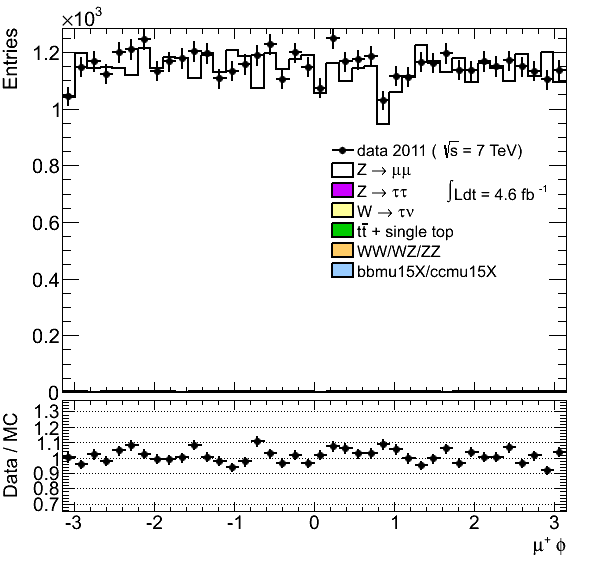 ×10³
Entries
1.2
1
0.8
0.6
0.4
0.2
0
data 2011 ( √s = 7 TeV)
Z → μμ
Z → ττ
∫Ldt = 4.6 fb⁻¹
W → τν
tt̄ + single top
WW/WZ/ZZ
bbmu15X/ccmu15X
Data / MC
1.3
1.2
1.1
1.0
0.9
0.8
0.7
-3 -2 -1 0 1 2 3
μ⁺ ϕ